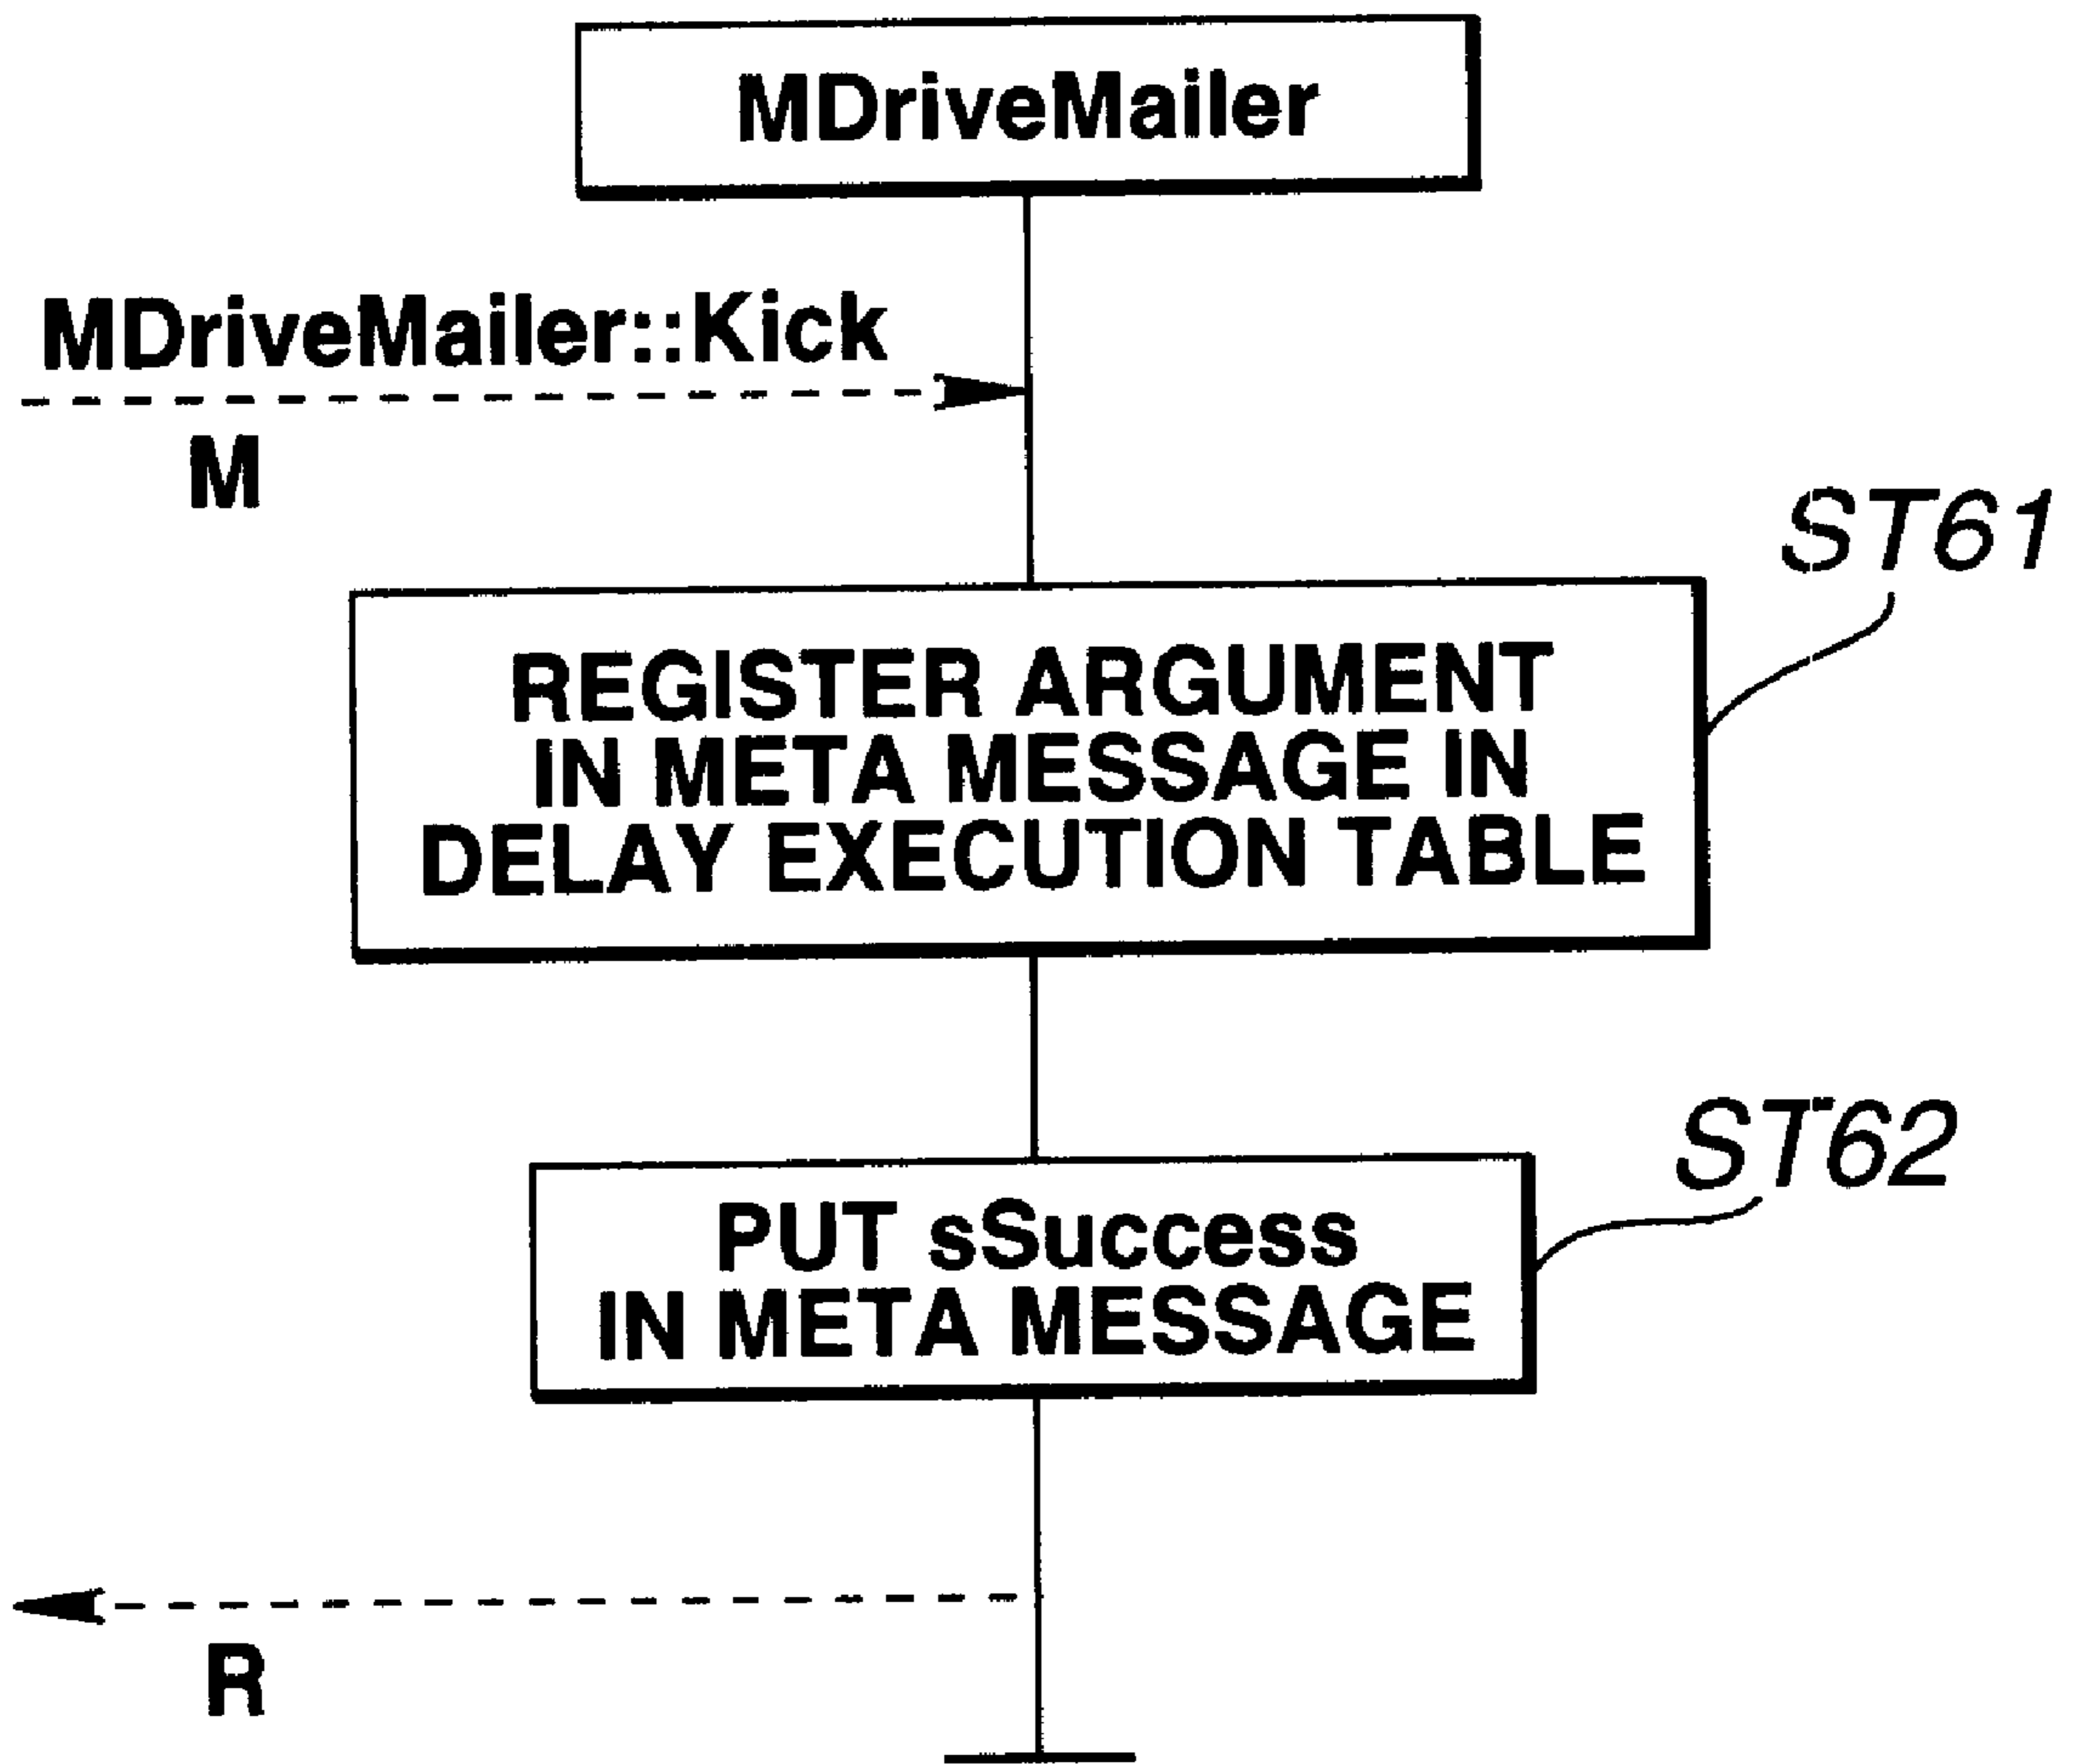 MDriveMailer
MDriveMailer::Kick
M
ST61
REGISTER ARGUMENT
IN META MESSAGE IN
DELAY EXECUTION TABLE
ST62
PUT sSuccess
IN META MESSAGE
R